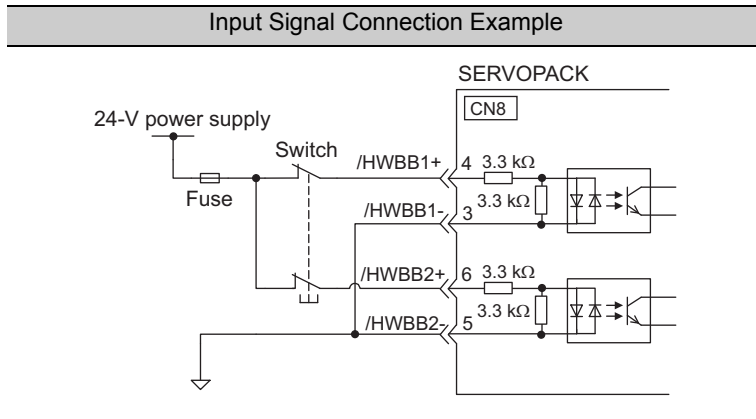 Input Signal Connection Example
SERVOPACK
CN8
24-V power supply
Switch
Fuse
/HWBB1+ 4 3.3 kΩ
/HWBB1- 3 3.3 kΩ
/HWBB2+ 6 3.3 kΩ
/HWBB2- 5 3.3 kΩ